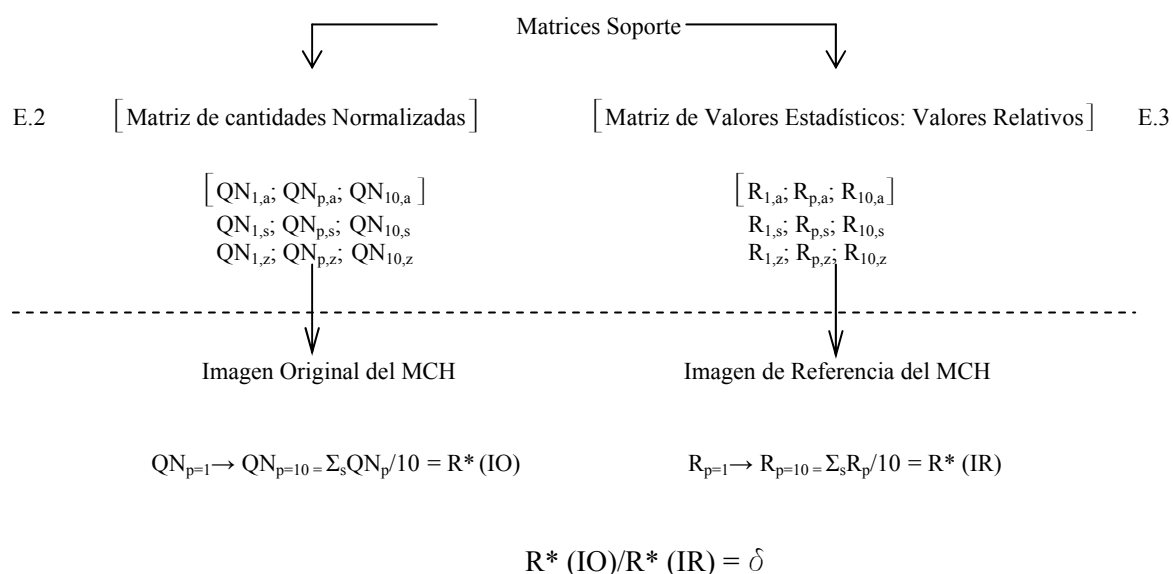 Matrices Soporte
E.2 [Matriz de cantidades Normalizadas] [Matriz de Valores Estadísticos: Valores Relativos] E.3
[QN1,a; QNp,a; QN10,a] [R1,a; Rp,a; R10,a]
QN1,s; QNp,s; QN10,s R1,s; Rp,s; R10,s
QN1,z; QNp,z; QN10,z R1,z; Rp,z; R10,z
Imagen Original del MCH Imagen de Referencia del MCH
QNp=1→ QNp=10 = ΣsQNp/10 = R* (IO) Rp=1→ Rp=10 = ΣsRp/10 = R* (IR)
R* (IO)/R* (IR) = δ